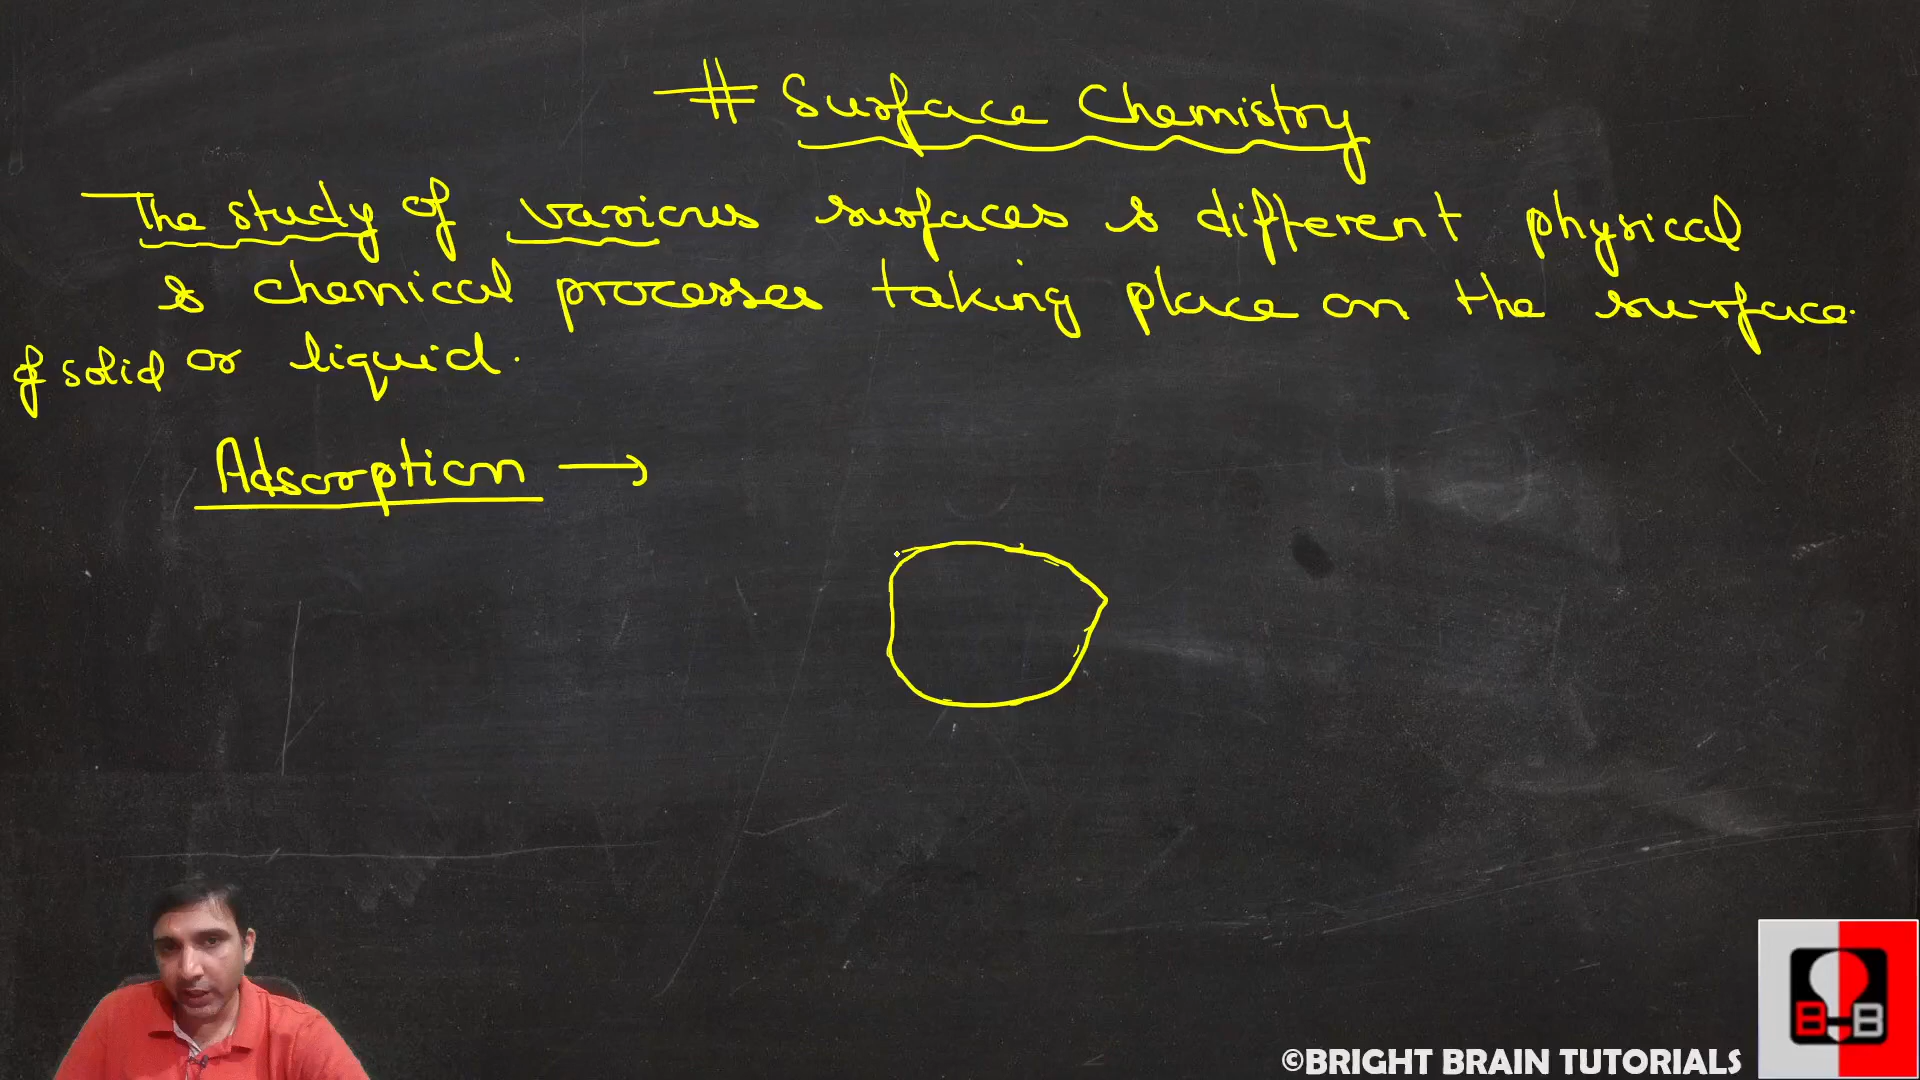 # Surface Chemistry
The study of various surfaces & different physical
& chemical processes taking place on the surface.
of solid or liquid.
Adsorption →
B B
©BRIGHT BRAIN TUTORIALS